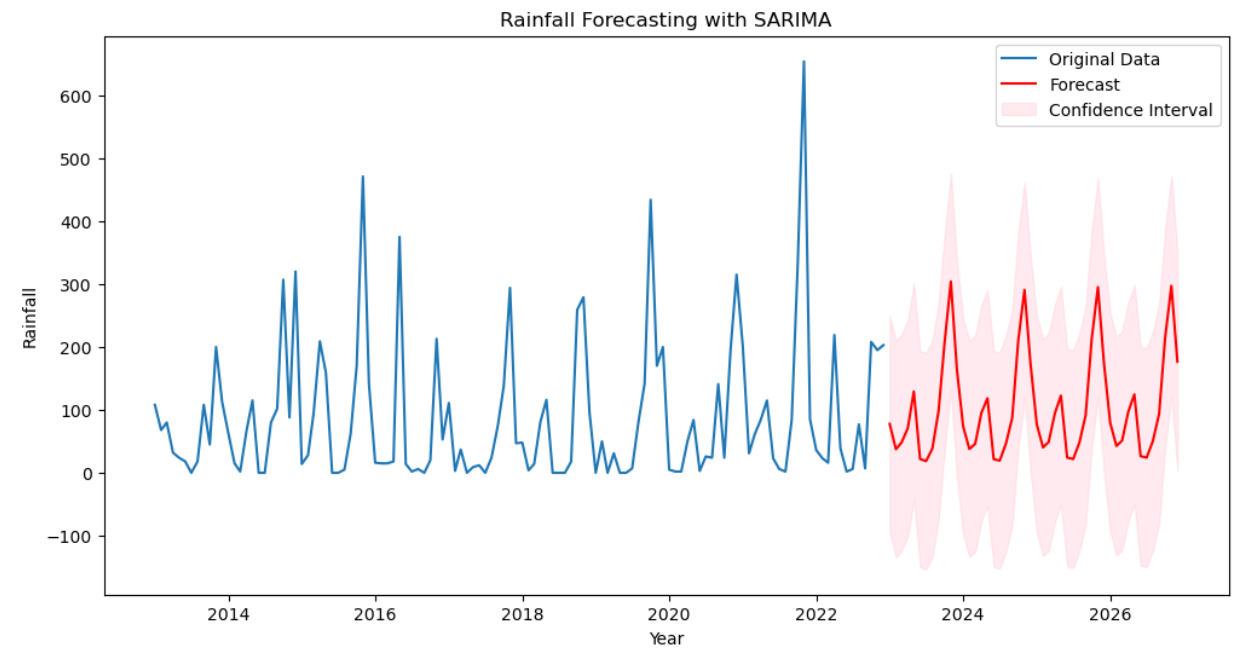 Rainfall Forecasting with SARIMA
Original Data
Forecast
Confidence Interval
Rainfall
600
500
400
300
200
100
0
−100
2014 2016 2018 2020 2022 2024 2026
Year